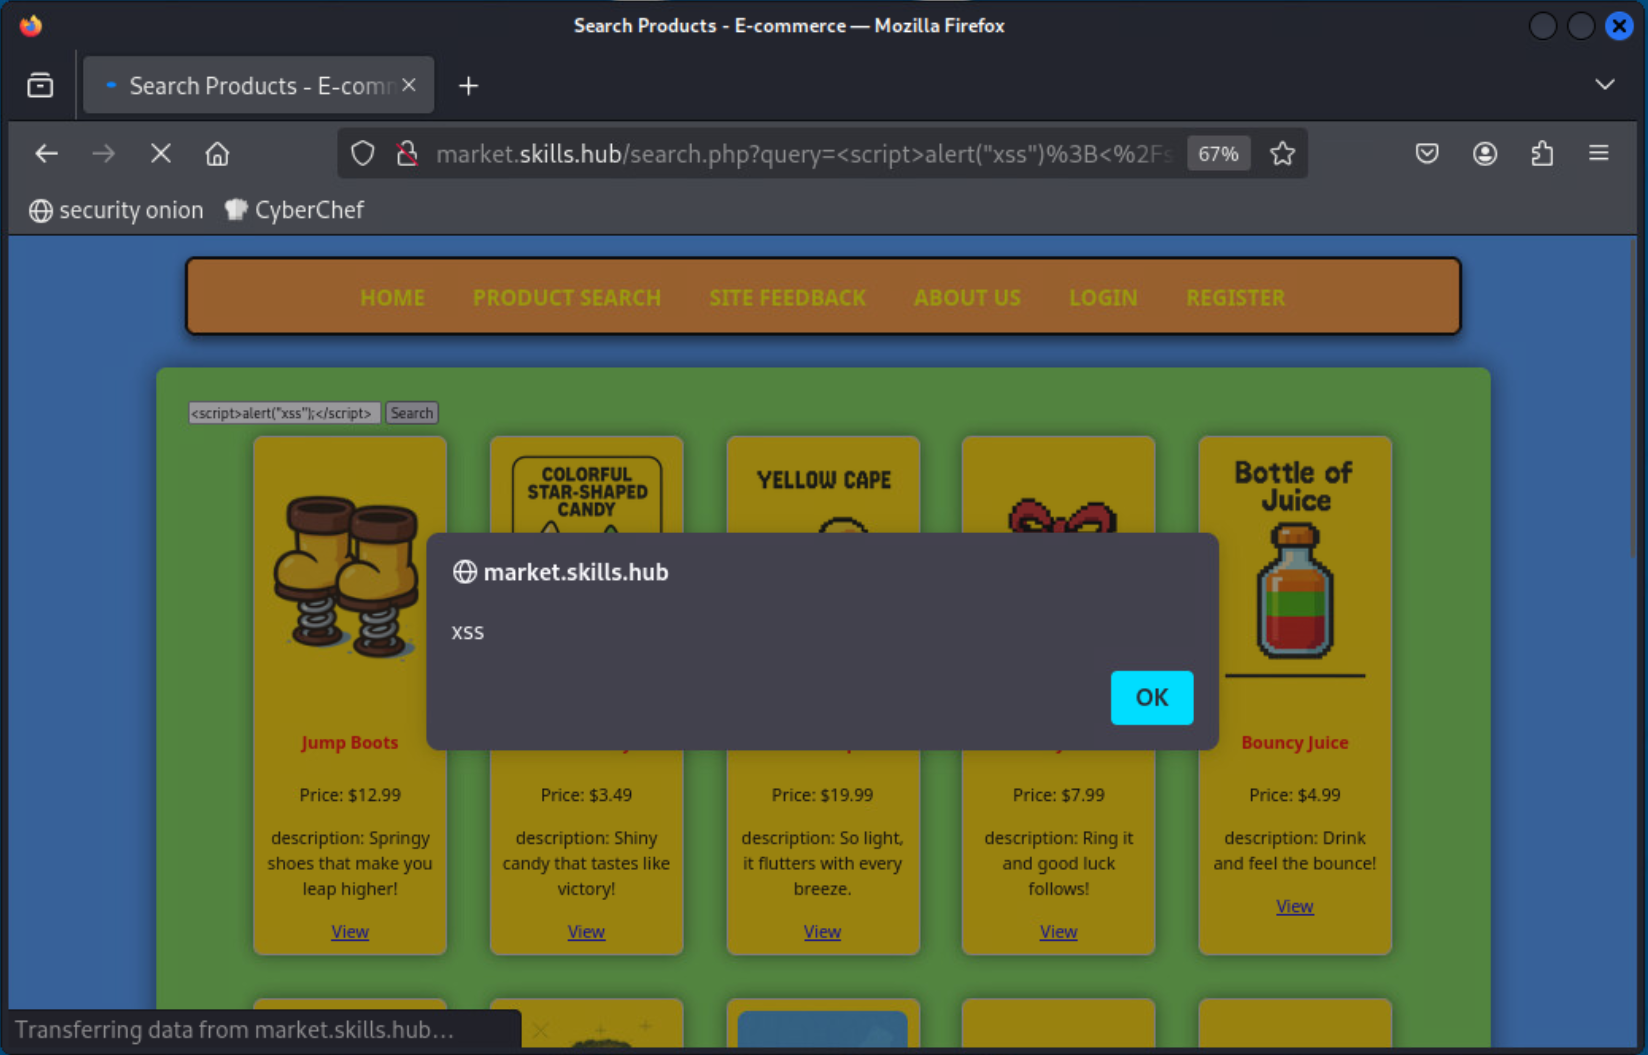 Search Products - E-commerce — Mozilla Firefox
Search Products - E-comm
market.skills.hub/search.php?query=<script>alert("xss")%3B<%2Fs
67%
security onion CyberChef
HOME PRODUCT SEARCH SITE FEEDBACK ABOUT US LOGIN REGISTER
<script>alert("xss");</script> Search
COLORFUL
STAR-SHAPED
CANDY
YELLOW CAPE
Bottle of
Juice
market.skills.hub
xss
OK
Jump Boots
Bouncy Juice
Price: $12.99
Price: $3.49
Price: $19.99
Price: $7.99
Price: $4.99
description: Springy
shoes that make you
leap higher!
View
description: Shiny
candy that tastes like
victory!
View
description: So light,
it flutters with every
breeze.
View
description: Ring it
and good luck
follows!
View
description: Drink
and feel the bounce!
View
Transferring data from market.skills.hub…